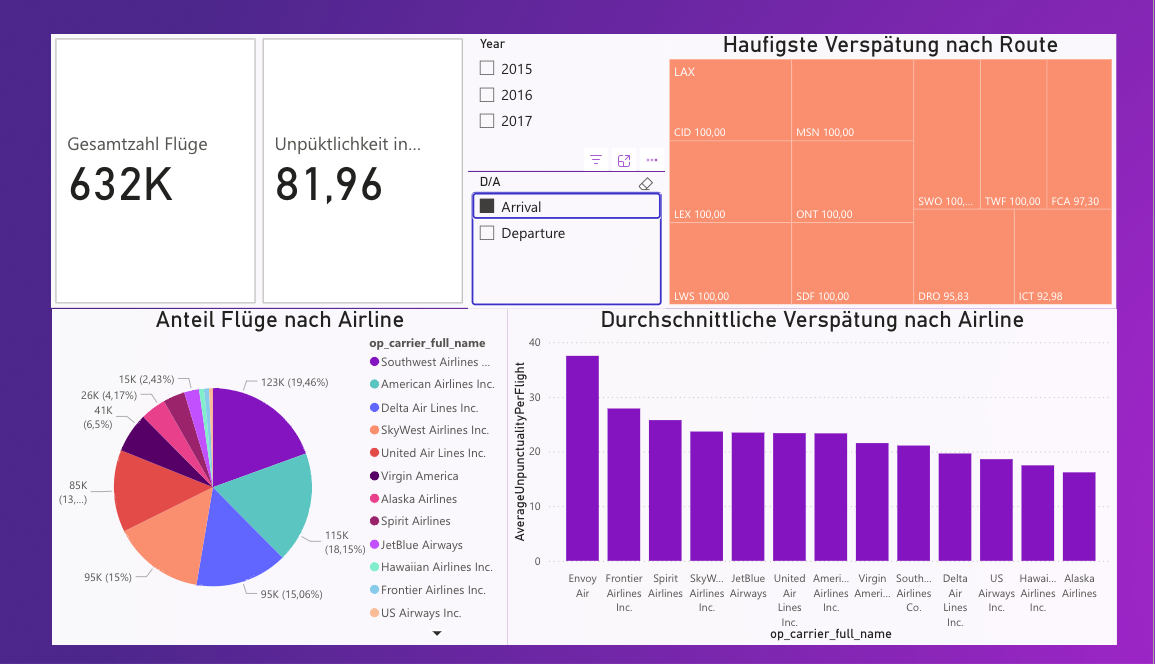 Gesamtzahl Flüge
632K
Unpüktlichkeit in...
81,96
Year
2015
2016
2017
D/A
Arrival
Departure
Haufigste Verspätung nach Route
LAX
CID 100,00
MSN 100,00
LEX 100,00
ONT 100,00
SWO 100,...
TWF 100,00
FCA 97,30
LWS 100,00
SDF 100,00
DRO 95,83
ICT 92,98
Anteil Flüge nach Airline
15K (2,43%)
26K (4,17%)
41K
(6,5%)
85K
(13,...)
95K (15%)
123K (19,46%)
115K
(18,15%)
95K (15,06%)
op_carrier_full_name
Southwest Airlines ...
American Airlines Inc.
Delta Air Lines Inc.
SkyWest Airlines Inc.
United Air Lines Inc.
Virgin America
Alaska Airlines
Spirit Airlines
JetBlue Airways
Hawaiian Airlines Inc.
Frontier Airlines Inc.
US Airways Inc.
Durchschnittliche Verspätung nach Airline
AverageUnpunctualityPerFlight
40
30
20
10
0
Envoy
Air
Frontier
Airlines
Inc.
Spirit
Airlines
SkyW...
Airlines
Inc.
JetBlue
Airways
United
Air
Lines
Inc.
Ameri...
Airlines
Inc.
Virgin
Ameri...
South...
Airlines
Co.
Delta
Air
Lines
Inc.
US
Airways
Inc.
Hawai...
Airlines
Inc.
Alaska
Airlines
op_carrier_full_name